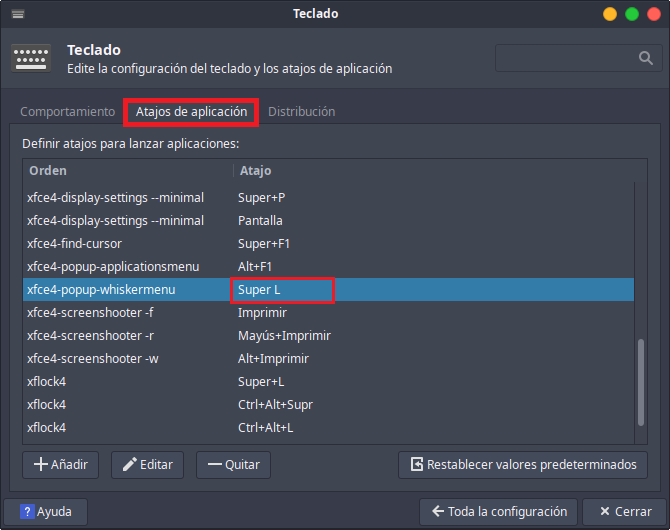 Teclado
Teclado
Edite la configuración del teclado y los atajos de aplicación
Comportamiento Atajos de aplicación Distribución
Definir atajos para lanzar aplicaciones:
Orden Atajo
xfce4-display-settings --minimal Super+P
xfce4-display-settings --minimal Pantalla
xfce4-find-cursor Super+F1
xfce4-popup-applicationsmenu Alt+F1
xfce4-popup-whiskermenu Super L
xfce4-screenshooter -f Imprimir
xfce4-screenshooter -r Mayús+Imprimir
xfce4-screenshooter -w Alt+Imprimir
xflock4 Super+L
xflock4 Ctrl+Alt+Supr
xflock4 Ctrl+Alt+L
Añadir Editar Quitar Restablecer valores predeterminados
? Ayuda Toda la configuración Cerrar